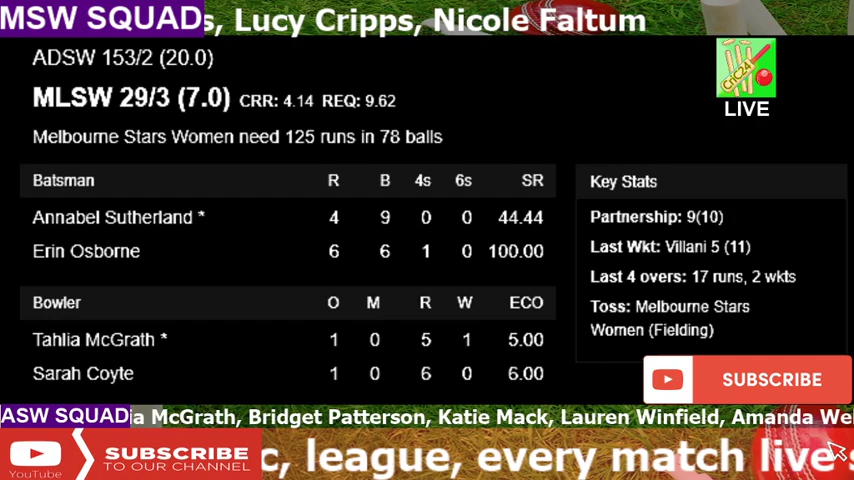 MSW SQUAD s, Lucy Cripps, Nicole Faltum
ADSW 153/2 (20.0)
MLSW 29/3 (7.0) CRR: 4.14 REQ: 9.62
Melbourne Stars Women need 125 runs in 78 balls
Cric24
LIVE
Batsman R B 4s 6s SR
Annabel Sutherland * 4 9 0 0 44.44
Erin Osborne 6 6 1 0 100.00
Bowler O M R W ECO
Tahlia McGrath * 1 0 5 1 5.00
Sarah Coyte 1 0 6 0 6.00
Key Stats
Partnership: 9(10)
Last Wkt: Villani 5 (11)
Last 4 overs: 17 runs, 2 wkts
Toss: Melbourne Stars
Women (Fielding)
SUBSCRIBE
ASW SQUAD ia McGrath, Bridget Patterson, Katie Mack, Lauren Winfield, Amanda We
YouTube
SUBSCRIBE
TO OUR CHANNEL
c, league, every match live s